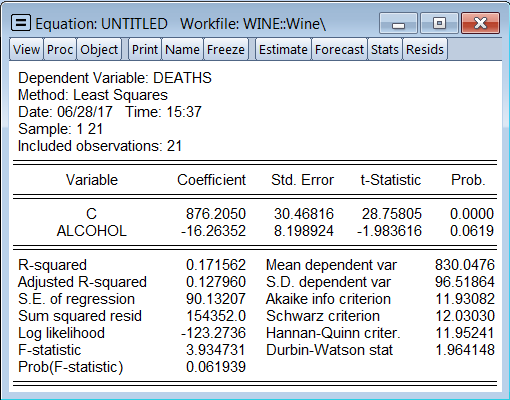 Equation: UNTITLED Workfile: WINE::Wine\
View Proc Object Print Name Freeze Estimate Forecast Stats Resids
Dependent Variable: DEATHS
Method: Least Squares
Date: 06/28/17 Time: 15:37
Sample: 1 21
Included observations: 21
Variable Coefficient Std. Error t-Statistic Prob.
C 876.2050 30.46816 28.75805 0.0000
ALCOHOL -16.26352 8.198924 -1.983616 0.0619
R-squared 0.171562 Mean dependent var 830.0476
Adjusted R-squared 0.127960 S.D. dependent var 96.51864
S.E. of regression 90.13207 Akaike info criterion 11.93082
Sum squared resid 154352.0 Schwarz criterion 12.03030
Log likelihood -123.2736 Hannan-Quinn criter. 11.95241
F-statistic 3.934731 Durbin-Watson stat 1.964148
Prob(F-statistic) 0.061939